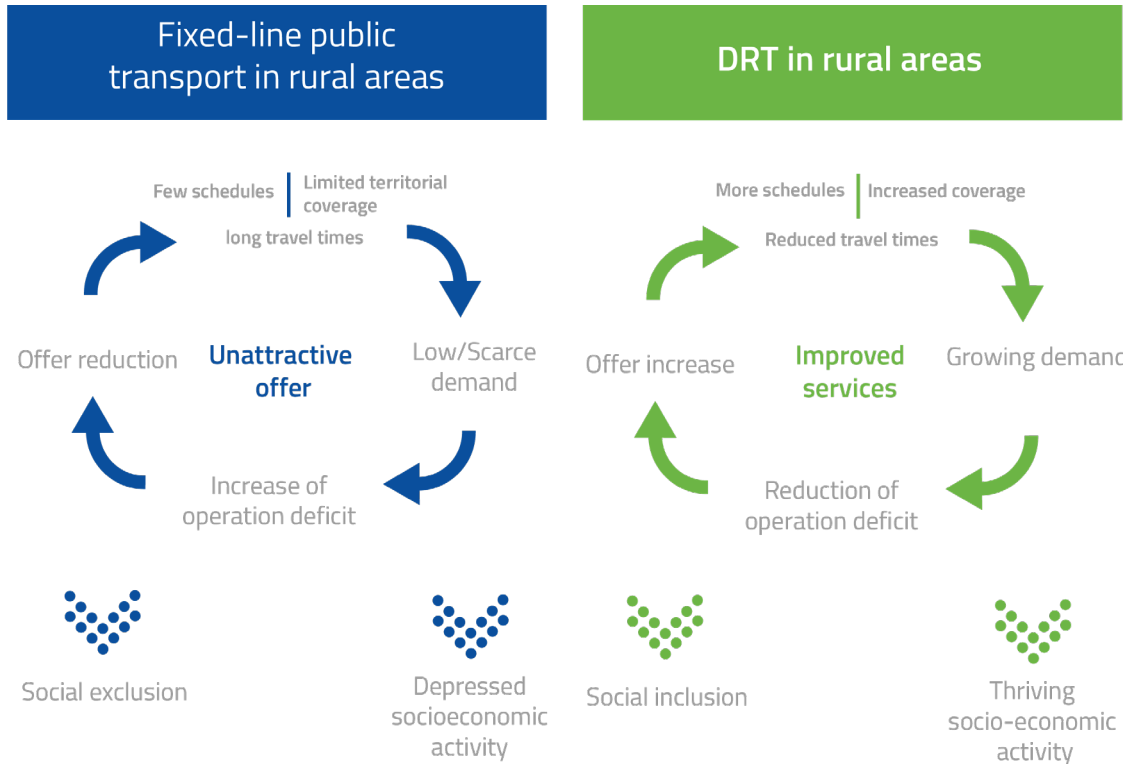 Fixed-line public
transport in rural areas
Few schedules
Limited territorial
coverage
long travel times
Offer reduction
Unattractive
offer
Low/Scarce
demand
Increase of
operation deficit
Social exclusion
Depressed
socioeconomic
activity
DRT in rural areas
More schedules
Increased coverage
Reduced travel times
Offer increase
Improved
services
Growing demand
Reduction of
operation deficit
Social inclusion
Thriving
socio-economic
activity